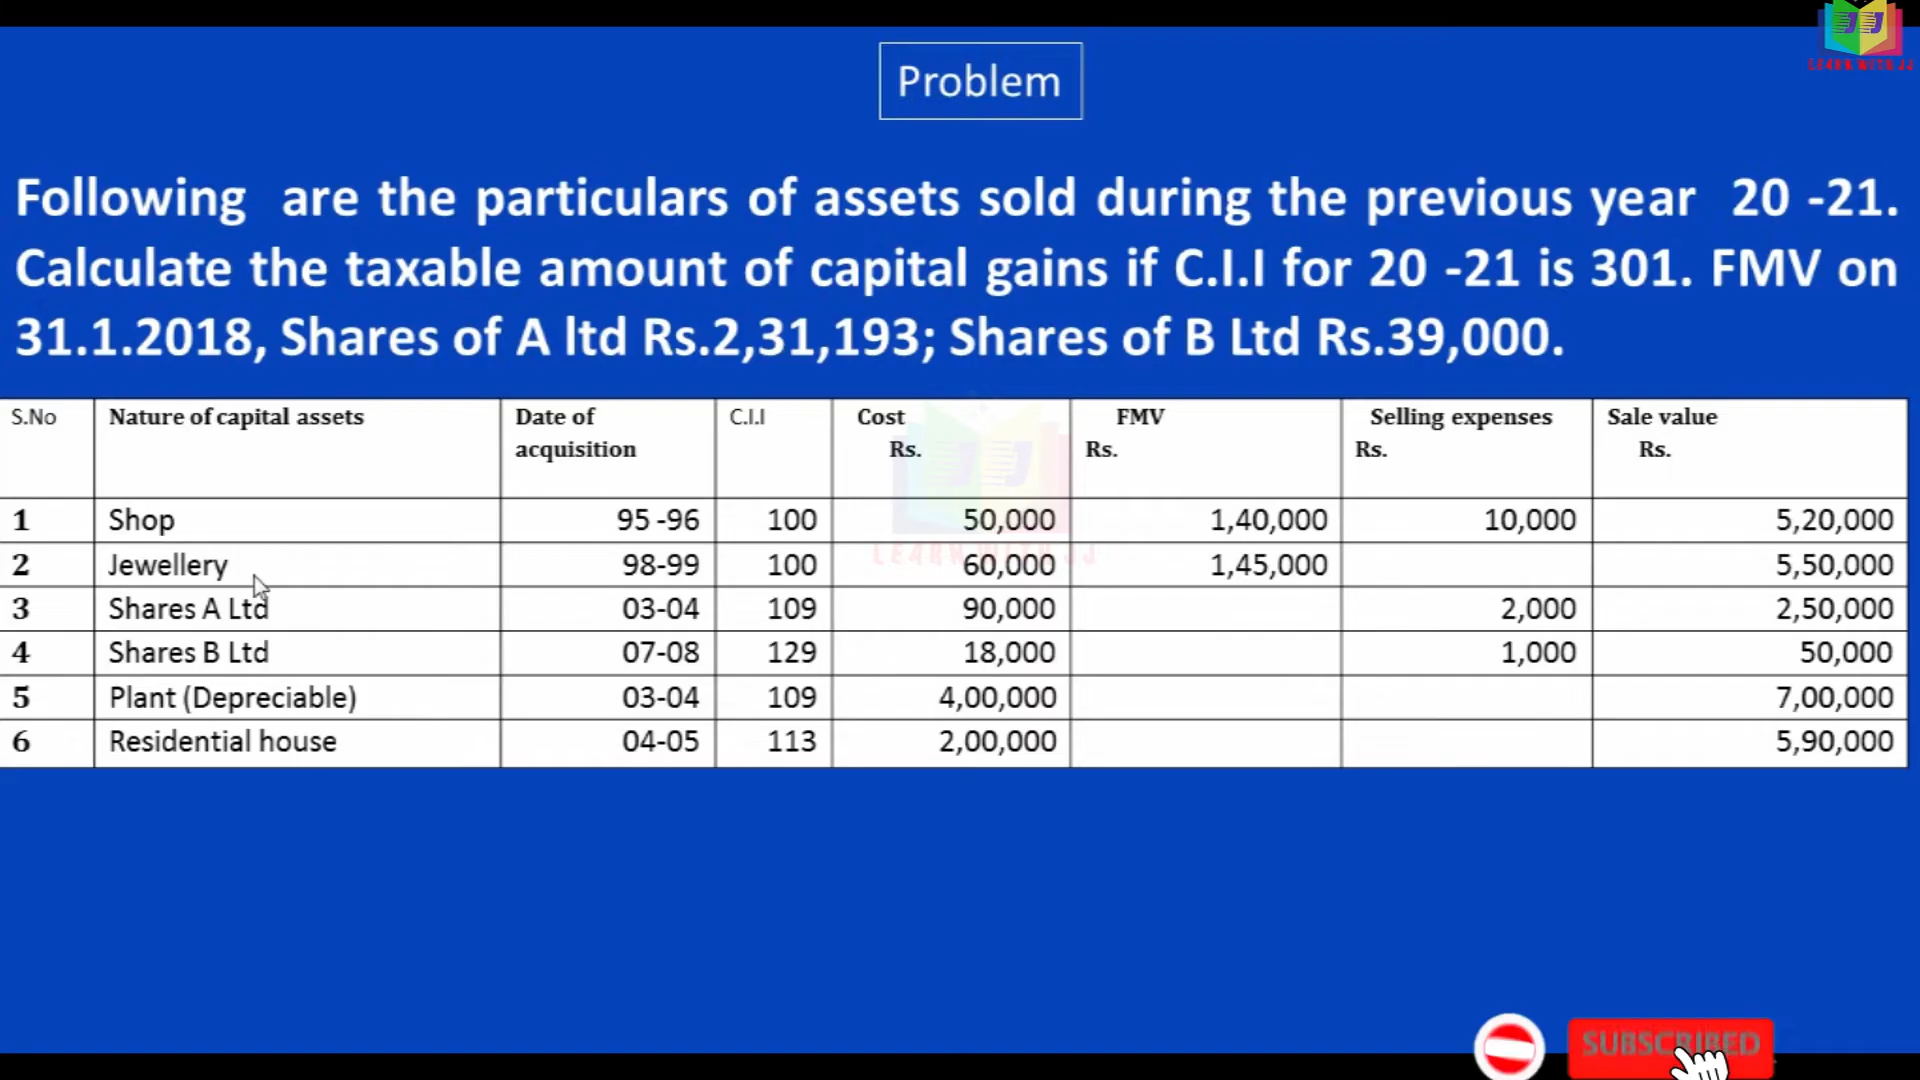 LEARN WITH JJ
Problem
Following are the particulars of assets sold during the previous year 20 -21.
Calculate the taxable amount of capital gains if C.I.I for 20 -21 is 301. FMV on
31.1.2018, Shares of A ltd Rs.2,31,193; Shares of B Ltd Rs.39,000.
S.No Nature of capital assets Date of acquisition C.I.I Cost Rs. FMV Rs. Selling expenses Rs. Sale value Rs.
1 Shop 95 -96 100 50,000 1,40,000 10,000 5,20,000
2 Jewellery 98-99 100 60,000 1,45,000 5,50,000
3 Shares A Ltd 03-04 109 90,000 2,000 2,50,000
4 Shares B Ltd 07-08 129 18,000 1,000 50,000
5 Plant (Depreciable) 03-04 109 4,00,000 7,00,000
6 Residential house 04-05 113 2,00,000 5,90,000
LEARN WITH JJ
SUBSCRIBED